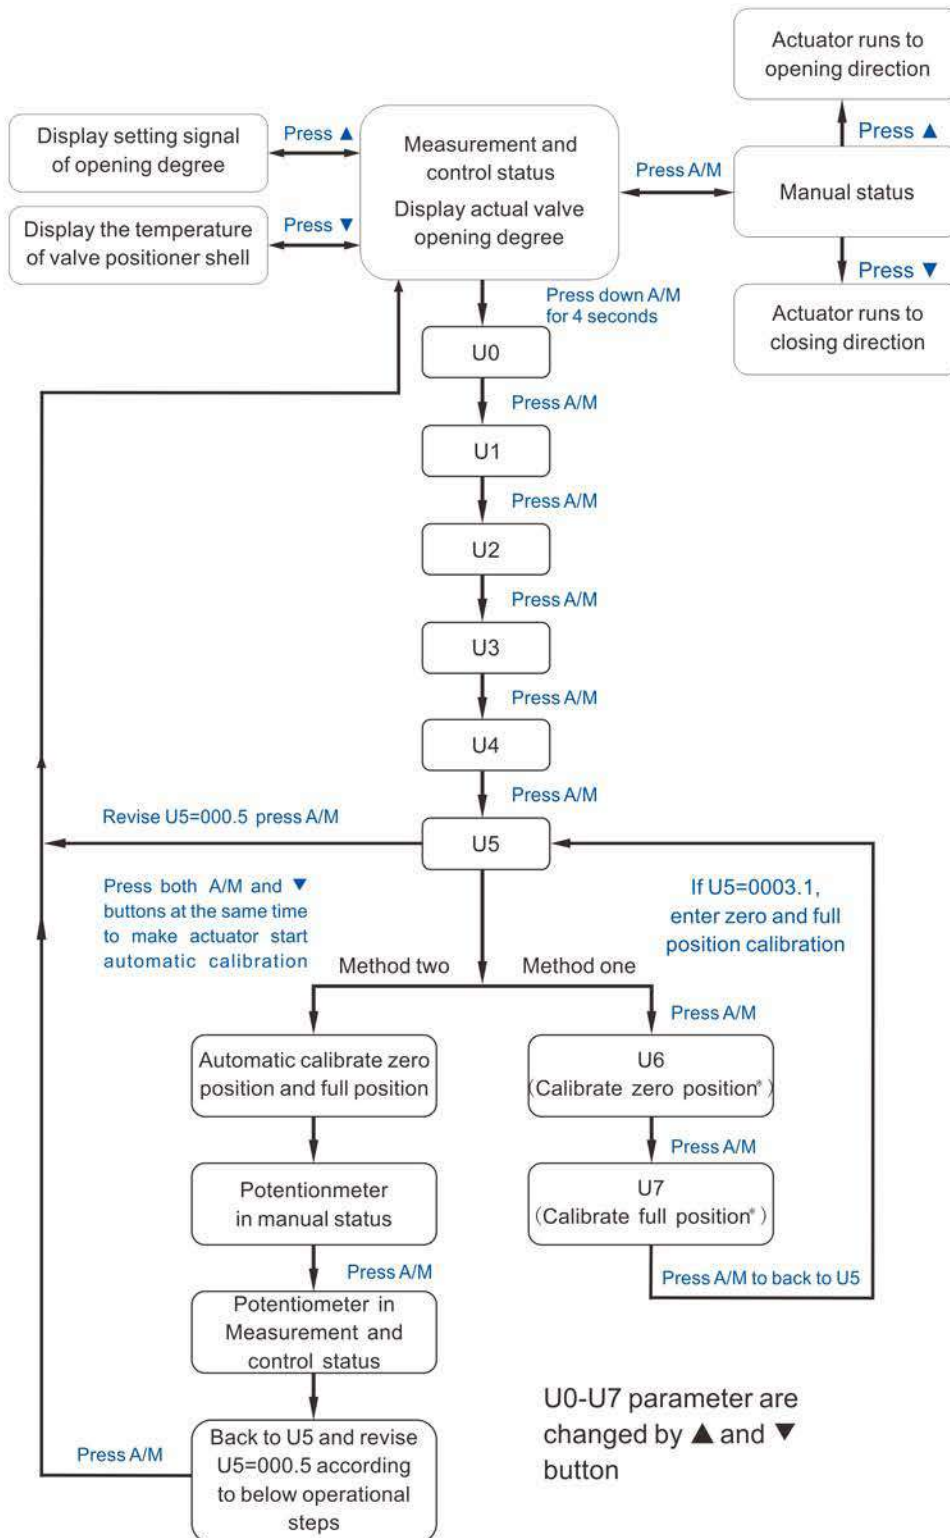 Actuator runs to
opening direction
Press ▲
Display setting signal
of opening degree
Press ▲
Measurement and
control status
Display actual valve
opening degree
Press A/M
Manual status
Display the temperature
of valve positioner shell
Press ▼
Press ▼
Actuator runs to
closing direction
Press down A/M
for 4 seconds
U0
Press A/M
U1
Press A/M
U2
Press A/M
U3
Press A/M
U4
Press A/M
Revise U5=000.5 press A/M
U5
Press both A/M and ▼
buttons at the same time
to make actuator start
automatic calibration
If U5=0003.1,
enter zero and full
position calibration
Method two
Method one
Press A/M
Automatic calibrate zero
position and full position
U6
(Calibrate zero position*)
Press A/M
Potentionmeter
in manual status
U7
(Calibrate full position*)
Press A/M
Press A/M to back to U5
Potentiometer in
Measurement and
control status
Back to U5 and revise
U5=000.5 according
to below operational
steps
Press A/M
U0-U7 parameter are
changed by ▲ and ▼
button